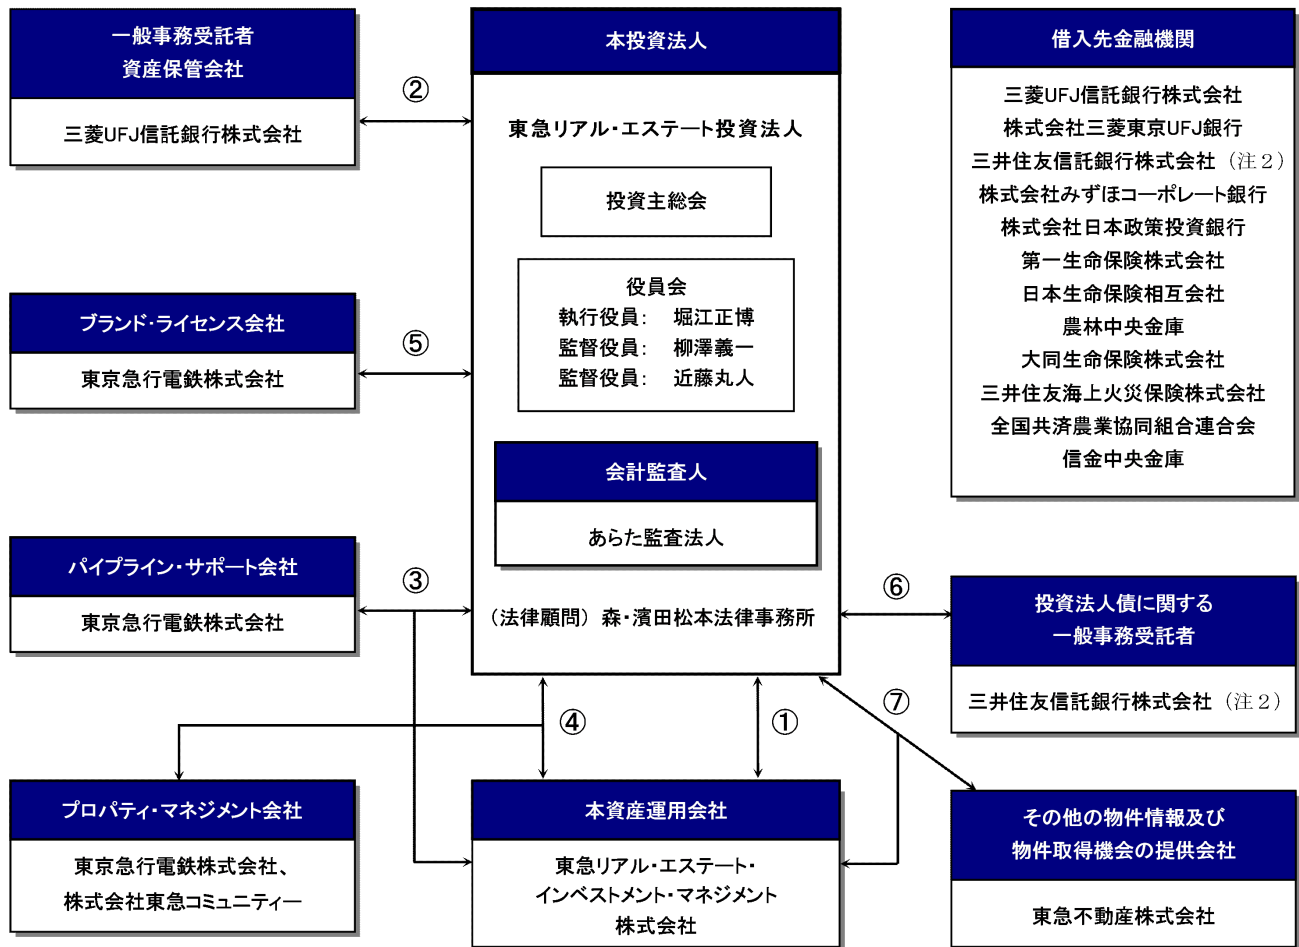 一般事務受託者
資産保管会社
三菱UFJ信託銀行株式会社
②
ブランド・ライセンス会社
東京急行電鉄株式会社
⑤
パイプライン・サポート会社
東京急行電鉄株式会社
③
プロパティ・マネジメント会社
東京急行電鉄株式会社、
株式会社東急コミュニティー
④
本投資法人
東急リアル・エステート投資法人
投資主総会
役員会
執行役員： 堀江正博
監督役員： 柳澤義一
監督役員： 近藤丸人
会計監査人
あらた監査法人
（法律顧問） 森・濱田松本法律事務所
①
本資産運用会社
東急リアル・エステート・
インベストメント・マネジメント
株式会社
借入先金融機関
三菱UFJ信託銀行株式会社
株式会社三菱東京UFJ銀行
三井住友信託銀行株式会社（注２）
株式会社みずほコーポレート銀行
株式会社日本政策投資銀行
第一生命保険株式会社
日本生命保険相互会社
農林中央金庫
大同生命保険株式会社
三井住友海上火災保険株式会社
全国共済農業協同組合連合会
信金中央金庫
⑥
投資法人債に関する
一般事務受託者
三井住友信託銀行株式会社（注２）
⑦
その他の物件情報及び
物件取得機会の提供会社
東急不動産株式会社